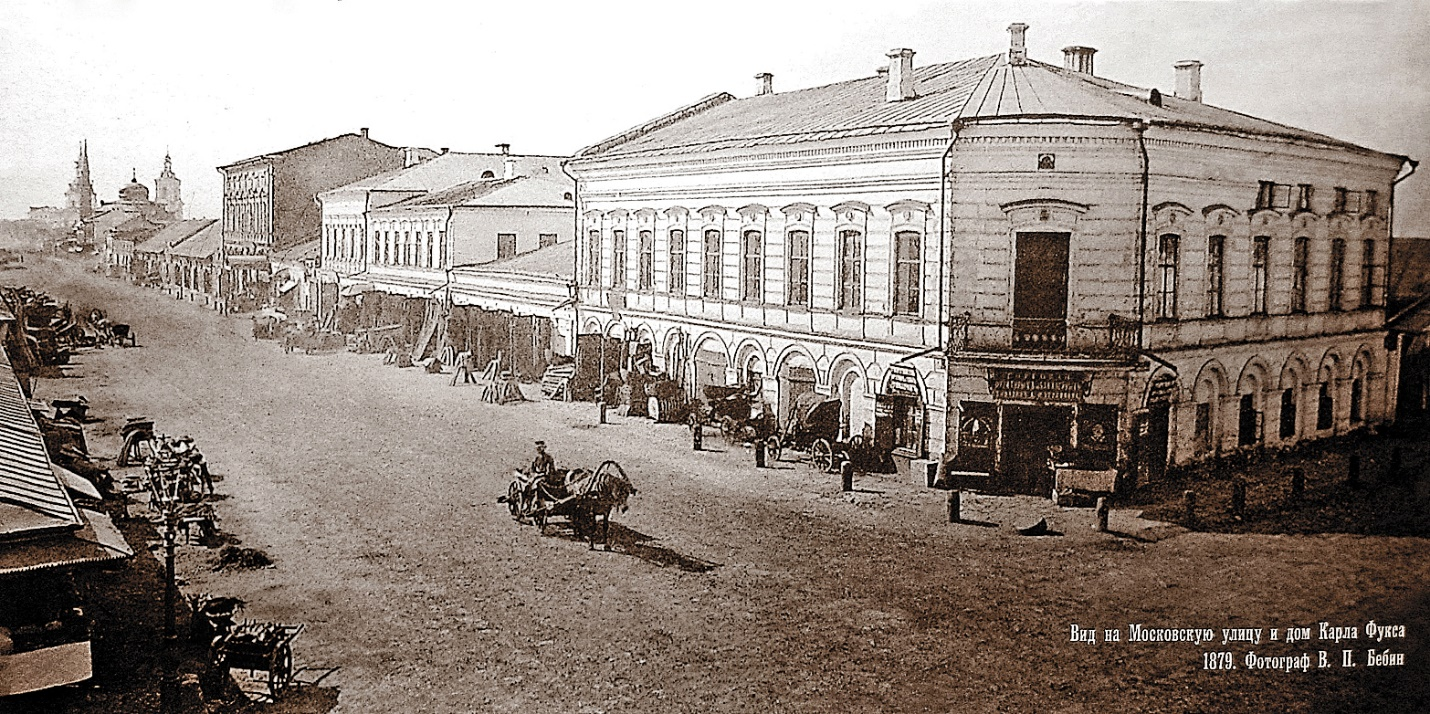 Вид на Московскую улицу и дом Карла Фукса
1879. Фотограф В. П. Бебин